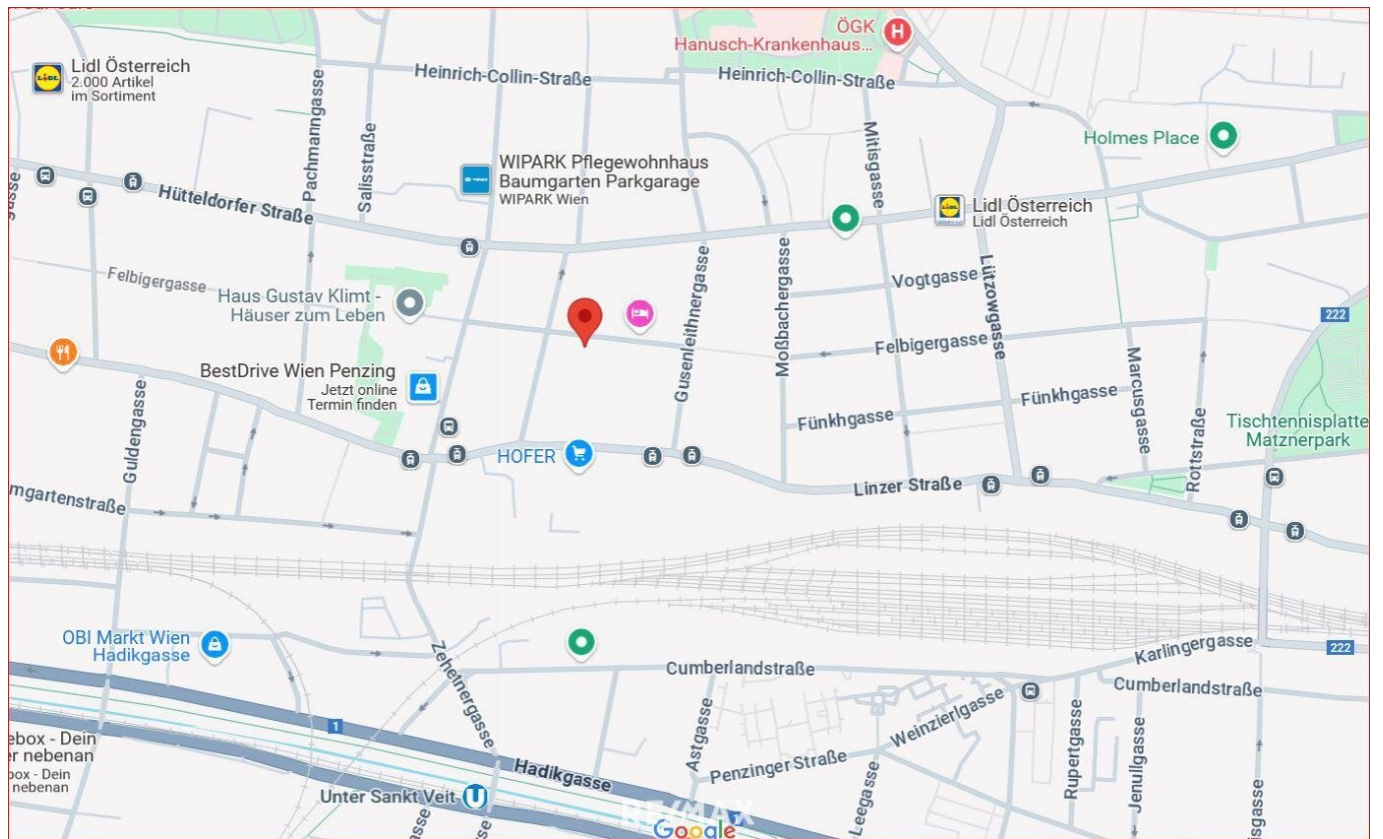 ÖGK
Hanusch-Krankenhaus...
H
Lidl Österreich
2.000 Artikel
im Sortiment
Heinrich-Collin-Straße
Heinrich-Collin-Straße
Pachmanngasse
Salisstraße
Mitisgasse
Holmes Place
WIPARK Pflegewohnhaus
Baumgarten Parkgarage
WIPARK Wien
Hütteldorfer Straße
Lidl Österreich
Lidl Österreich
Felbigergasse
Haus Gustav Klimt -
Häuser zum Leben
Gusenleithnergasse
Moßbachergasse
Vogtgasse
Lützowgasse
222
Felbigergasse
BestDrive Wien Penzing
Jetzt online
Termin finden
Marcusgasse
Fünkhgasse
Fünkhgasse
Guldengasse
Tischtennisplatte
Matznerpark
Rottstraße
HOFER
Linzer Straße
mgartenstraße
OBI Markt Wien
Hadikgasse
Zehetnergasse
Cumberlandstraße
Karlingergasse
222
Cumberlandstraße
1
ebox - Dein
r nebenan
box - Dein
nebenan
Hadikgasse
Astgasse
Weinzierlgasse
Penzinger Straße
Rupertgasse
Jenullgasse
Leegasse
Unter Sankt Veit
U
RE/MAX
1
Google